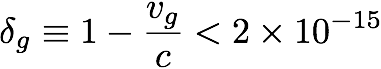 δ_g ≡ 1 − v_g/c < 2 × 10^{−15}